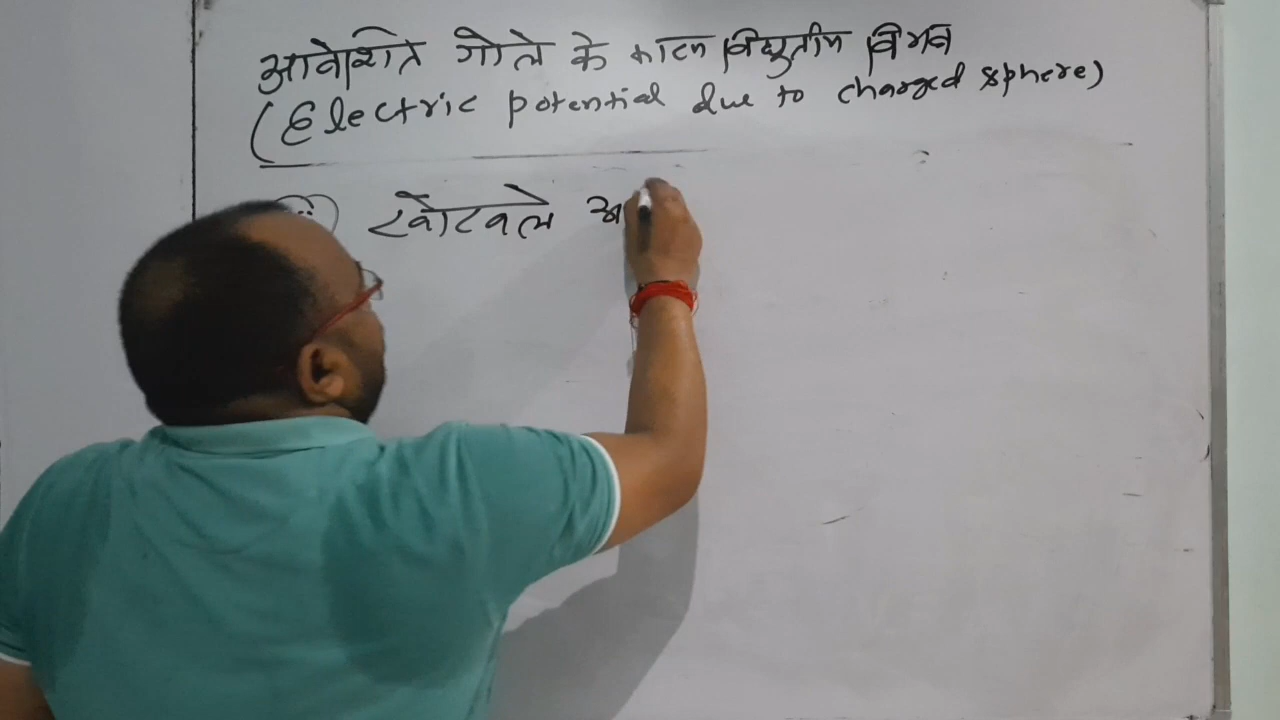 आवेशित गोले के कारण विद्युतीय विभव
(Electric potential due to charged sphere)
खोखले अ